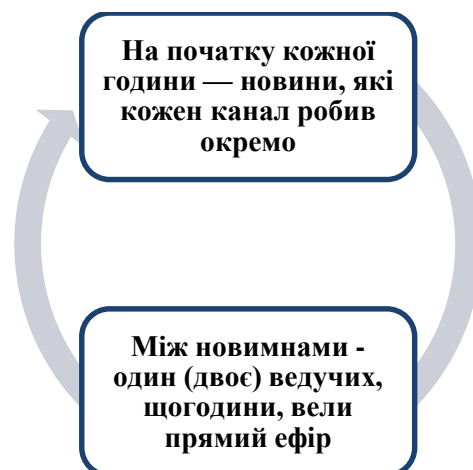 На початку кожної
години — новини, які
кожен канал робив
окремо
Між новимнами -
один (двоє) ведучих,
щогодини, вели
прямий ефір